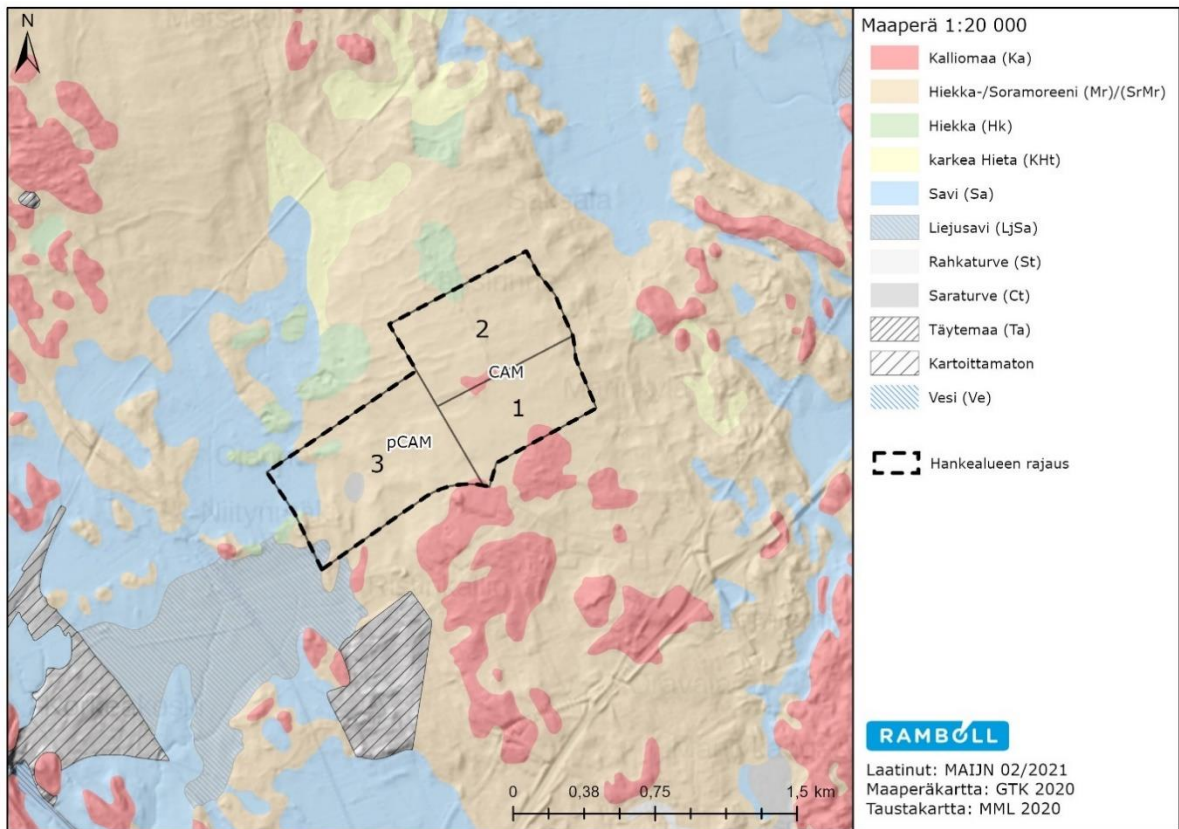 N
2
CAM
1
pCAM
3
0 0,38 0,75 1,5 km
Maaperä 1:20 000
Kalliomaa (Ka)
Hiekka-/Soramoreeni (Mr)/(SrMr)
Hiekka (Hk)
karkea Hieta (KHt)
Savi (Sa)
Liejusavi (LjSa)
Rahkaturve (St)
Saraturve (Ct)
Täytemaa (Ta)
Kartoittamaton
Vesi (Ve)
Hankealueen rajaus
RAMBOLL
Laatinut: MAIJN 02/2021
Maaperäkartta: GTK 2020
Taustakartta: MML 2020